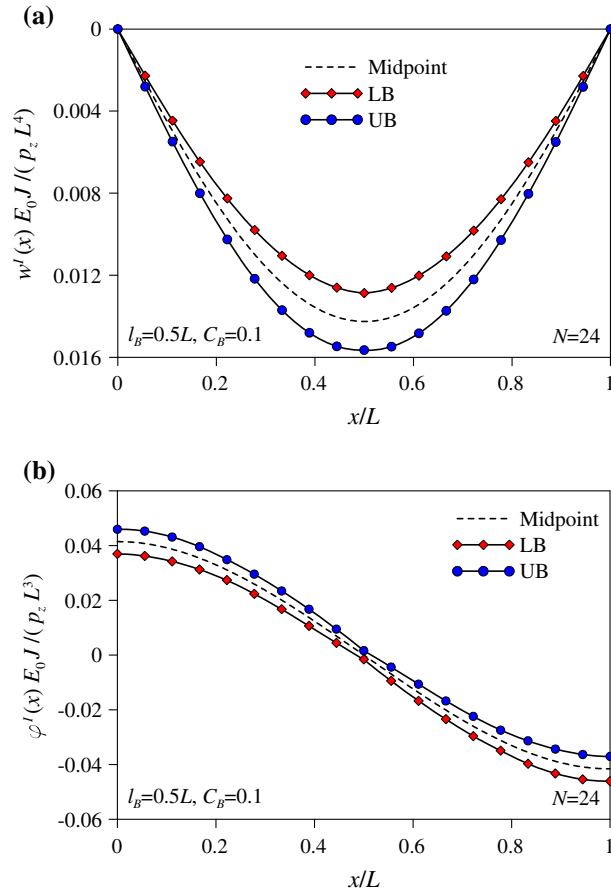 (a)
0
0.004
0.008
0.012
0.016
w^I(x) E_0 J /( p_z L^4)
Midpoint
LB
UB
l_B=0.5L, C_B=0.1
N=24
0 0.2 0.4 0.6 0.8 1
x/L
(b)
0.06
0.04
0.02
0
-0.02
-0.04
-0.06
φ^I(x) E_0 J /( p_z L^3)
Midpoint
LB
UB
l_B=0.5L, C_B=0.1
N=24
0 0.2 0.4 0.6 0.8 1
x/L